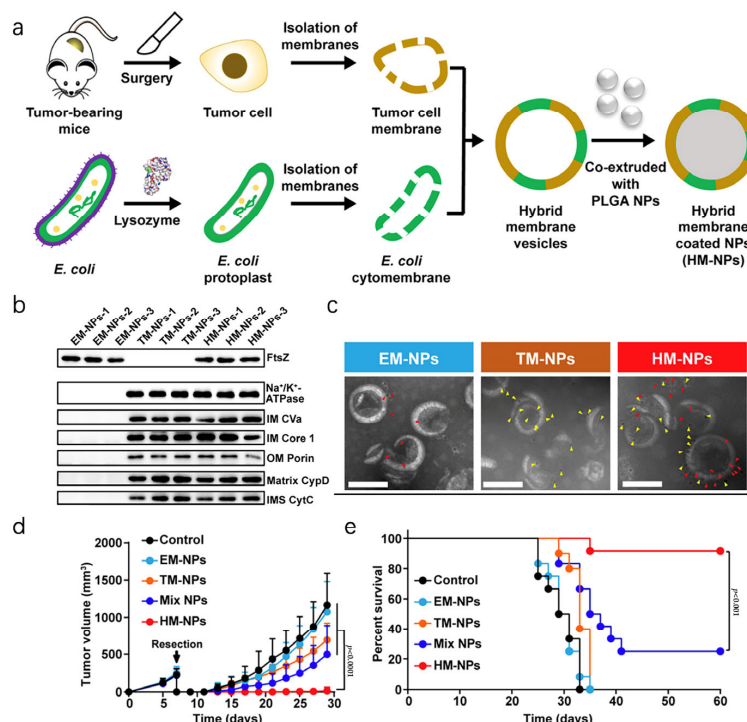 a
Tumor-bearing
mice
Surgery
Tumor cell
Isolation of
membranes
Tumor cell
membrane
E. coli
Lysozyme
E. coli
protoplast
Isolation of
membranes
E. coli
cytomembrane
Hybrid
membrane
vesicles
Co-extruded
with
PLGA NPs
Hybrid
membrane
coated NPs
(HM-NPs)
b
EM-NPs-1
EM-NPs-2
EM-NPs-3
TM-NPs-1
TM-NPs-2
TM-NPs-3
HM-NPs-1
HM-NPs-2
HM-NPs-3
FtsZ
Na⁺/K⁺-
ATPase
IM CVa
IM Core 1
OM Porin
Matrix CypD
IMS CytC
c
EM-NPs
TM-NPs
HM-NPs
d
Tumor volume (mm³)
2000
1500
1000
500
0
Control
EM-NPs
TM-NPs
Mix NPs
HM-NPs
Resection
p<0.0001
0 5 10 15 20 25 30
Time (days)
e
Percent survival
100
80
60
40
20
0
Control
EM-NPs
TM-NPs
Mix NPs
HM-NPs
p<0.001
0 10 20 30 40 50 60
Time (days)